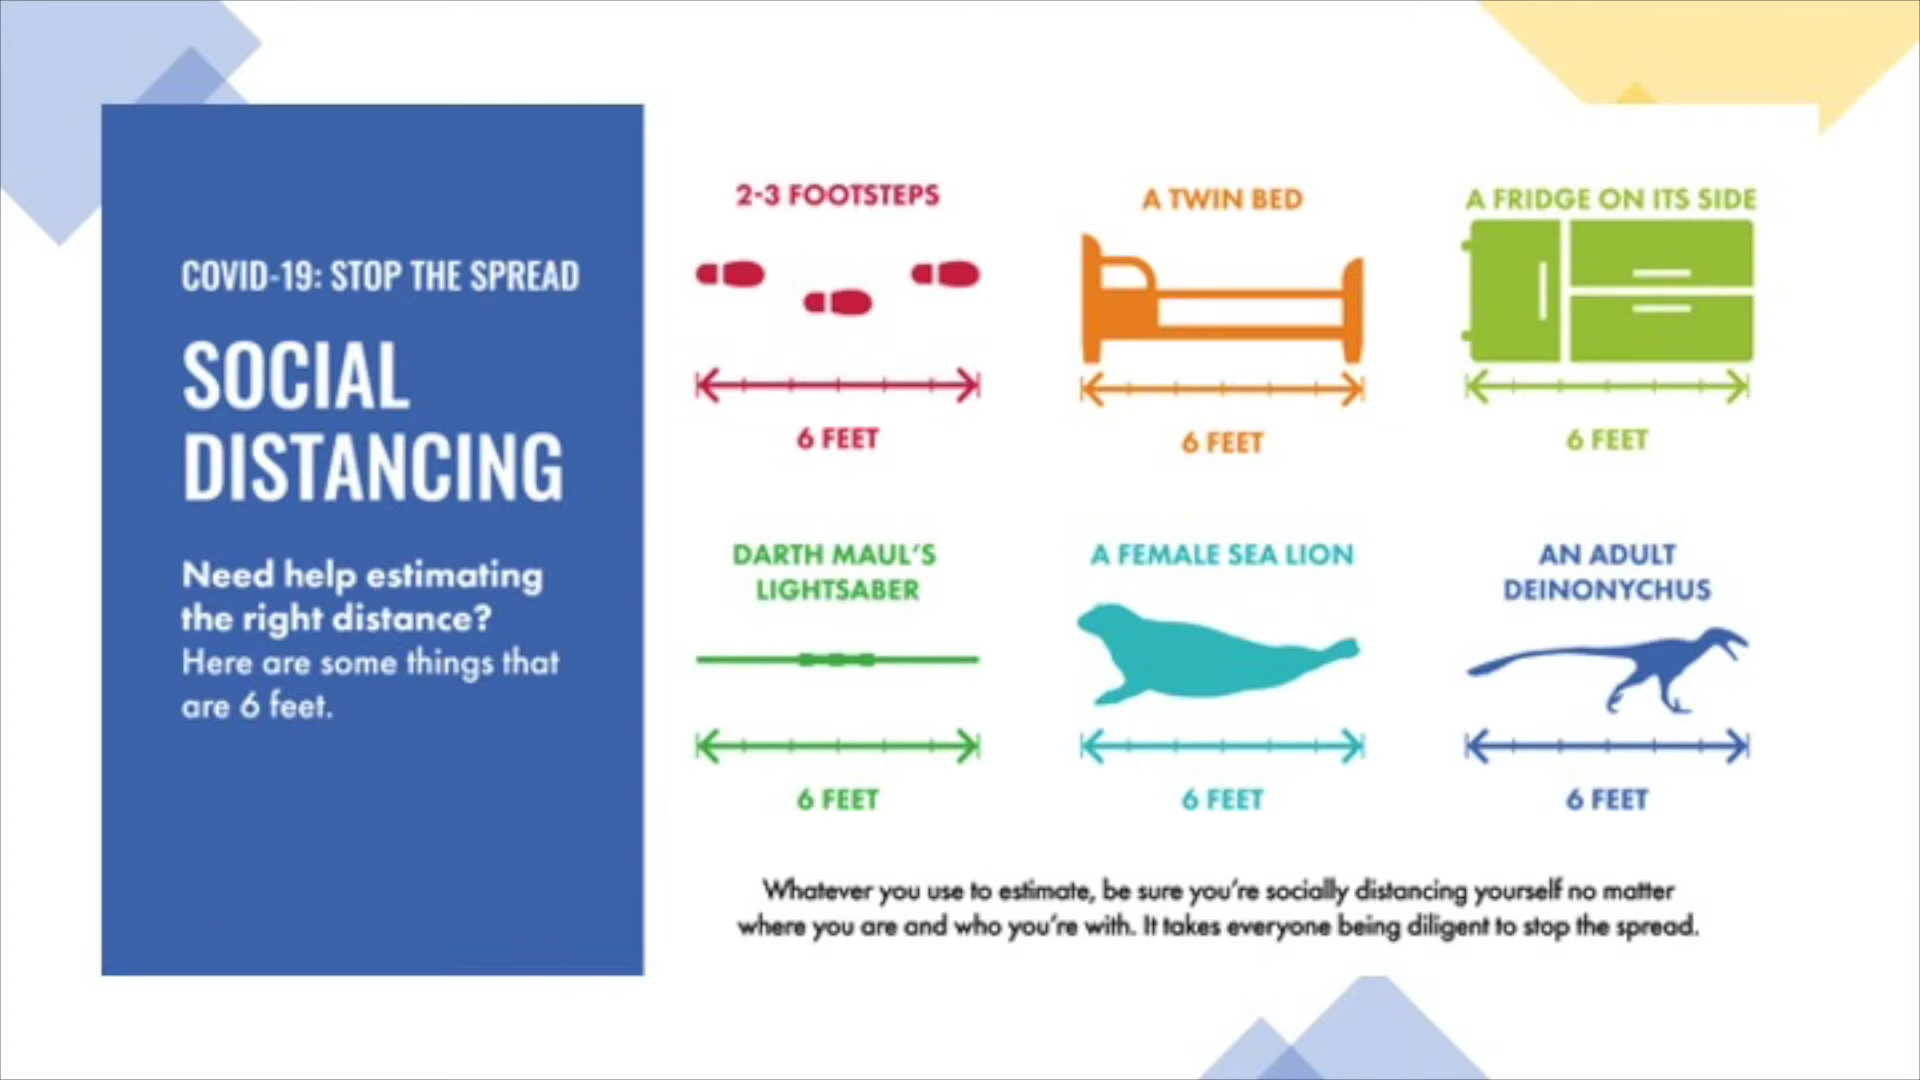 COVID-19: STOP THE SPREAD
SOCIAL
DISTANCING
Need help estimating
the right distance?
Here are some things that
are 6 feet.
2-3 FOOTSTEPS
6 FEET
A TWIN BED
6 FEET
A FRIDGE ON ITS SIDE
6 FEET
DARTH MAUL'S
LIGHTSABER
6 FEET
A FEMALE SEA LION
6 FEET
AN ADULT
DEINONYCHUS
6 FEET
Whatever you use to estimate, be sure you're socially distancing yourself no matter
where you are and who you're with. It takes everyone being diligent to stop the spread.